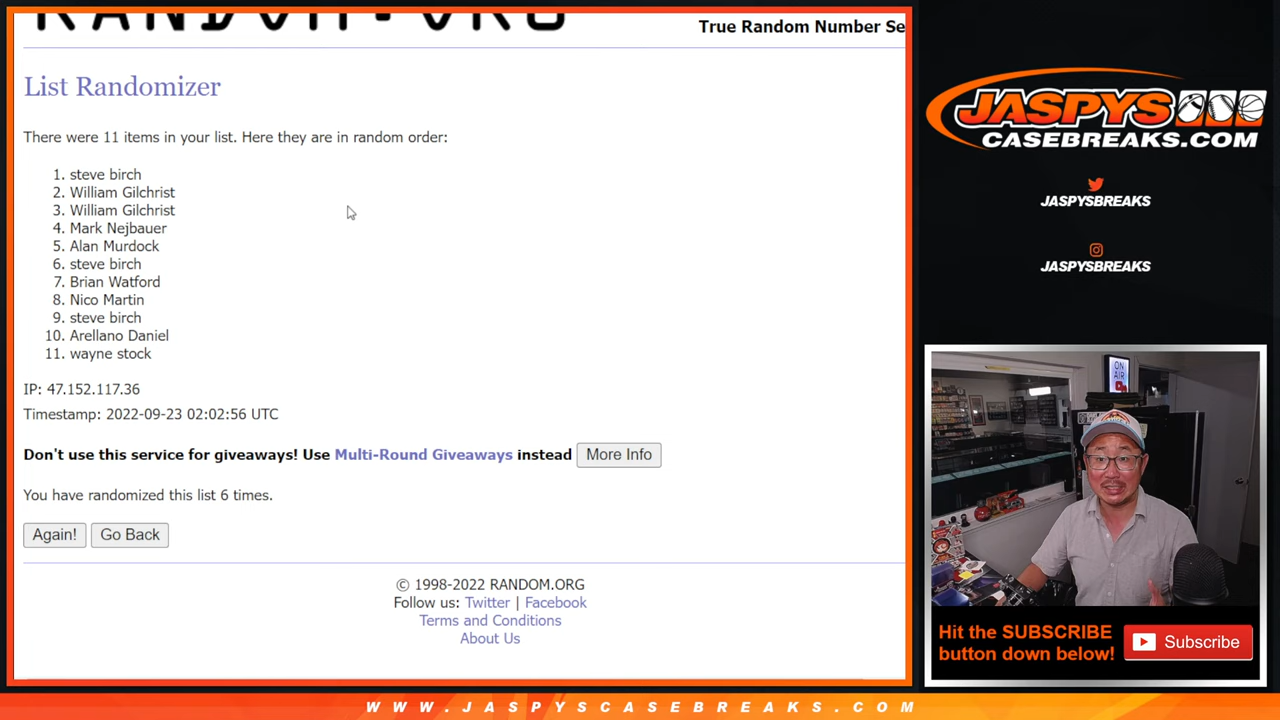 RANDOM.ORG
True Random Number Se
List Randomizer
There were 11 items in your list. Here they are in random order:
1. steve birch
2. William Gilchrist
3. William Gilchrist
4. Mark Nejbauer
5. Alan Murdock
6. steve birch
7. Brian Watford
8. Nico Martin
9. steve birch
10. Arellano Daniel
11. wayne stock
IP: 47.152.117.36
Timestamp: 2022-09-23 02:02:56 UTC
Don't use this service for giveaways! Use Multi-Round Giveaways instead More Info
You have randomized this list 6 times.
Again! Go Back
© 1998-2022 RANDOM.ORG
Follow us: Twitter | Facebook
Terms and Conditions
About Us
JASPYS
CASEBREAKS.COM
JASPYSBREAKS
JASPYSBREAKS
ON AIR
Hit the SUBSCRIBE
button down below!
Subscribe
WWW.JASPYSCASEBREAKS.COM